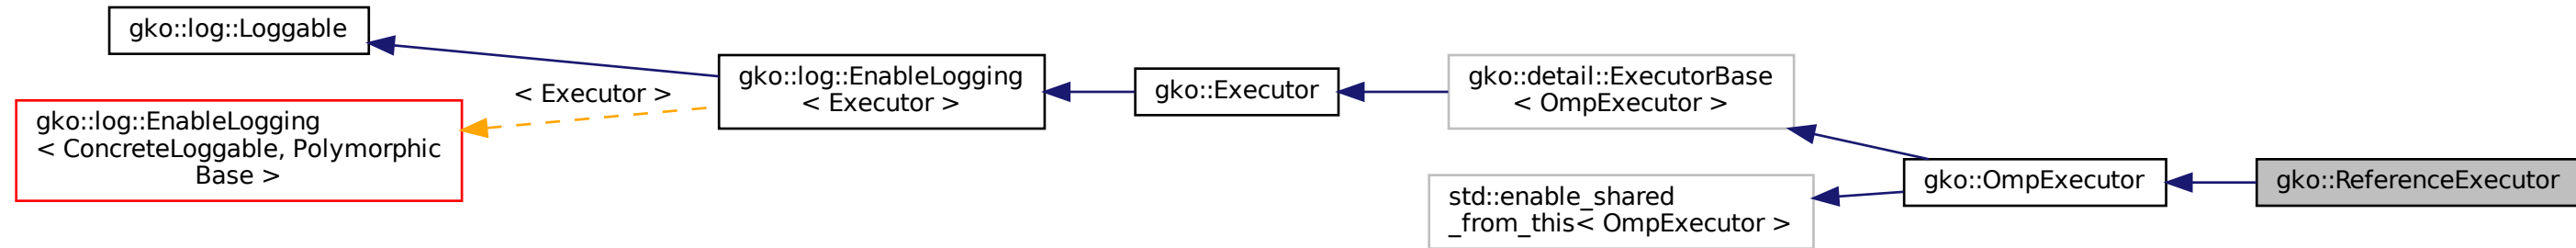 gko::log::Loggable
gko::log::EnableLogging
< ConcreteLoggable, Polymorphic
Base >
< Executor >
gko::log::EnableLogging
< Executor >
gko::Executor
gko::detail::ExecutorBase
< OmpExecutor >
std::enable_shared
_from_this< OmpExecutor >
gko::OmpExecutor
gko::ReferenceExecutor